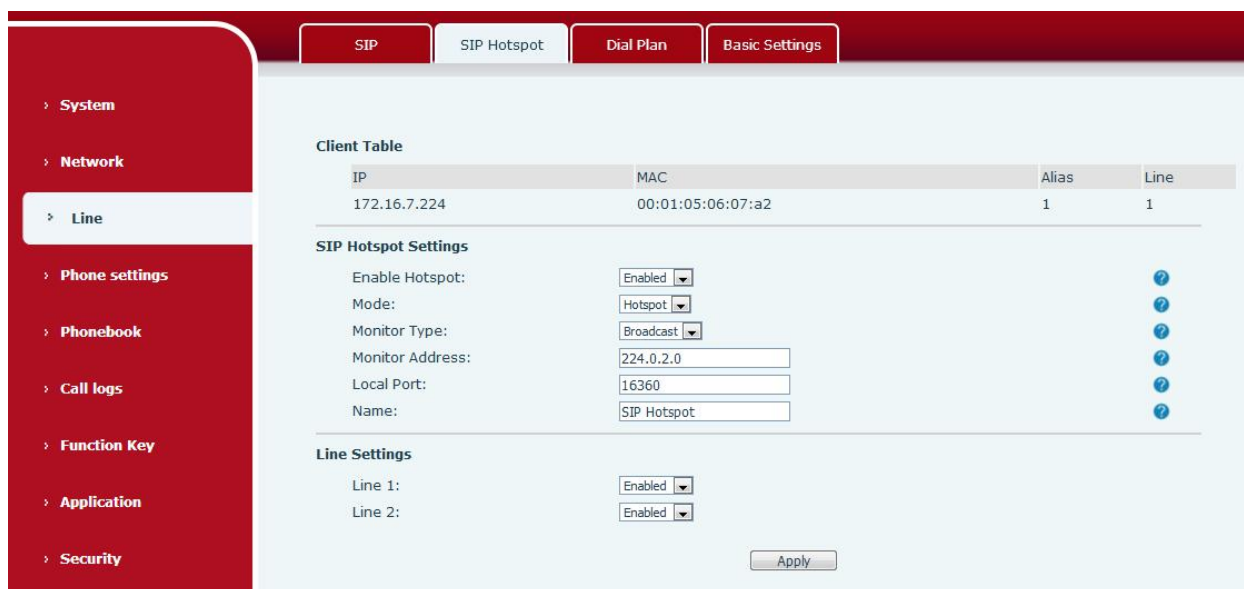 SIP SIP Hotspot Dial Plan Basic Settings
› System
› Network
› Line
› Phone settings
› Phonebook
› Call logs
› Function Key
› Application
› Security
Client Table
IP MAC Alias Line
172.16.7.224 00:01:05:06:07:a2 1 1
SIP Hotspot Settings
Enable Hotspot: Enabled ?
Mode: Hotspot ?
Monitor Type: Broadcast ?
Monitor Address: 224.0.2.0 ?
Local Port: 16360 ?
Name: SIP Hotspot ?
Line Settings
Line 1: Enabled
Line 2: Enabled
Apply